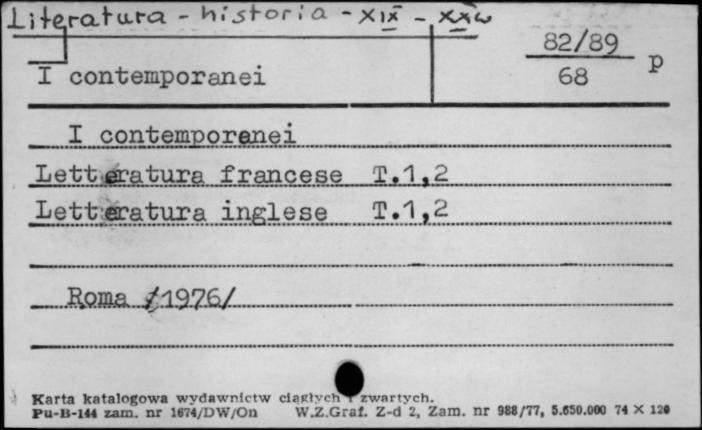 Literatura - historia - XIX - XXw
82/89
68
p
I contemporanei
I contemporenei
Letteratura francese T.1,2
Letteratura inglese T.1,2
Roma /1976/
Karta katalogowa wydawnictw ciągłych i zwartych.
Pu-B-144 zam. nr 1674/DW/On W.Z.Graf. Z-d 2, Zam. nr 988/77, 5.650.000 74 X 120